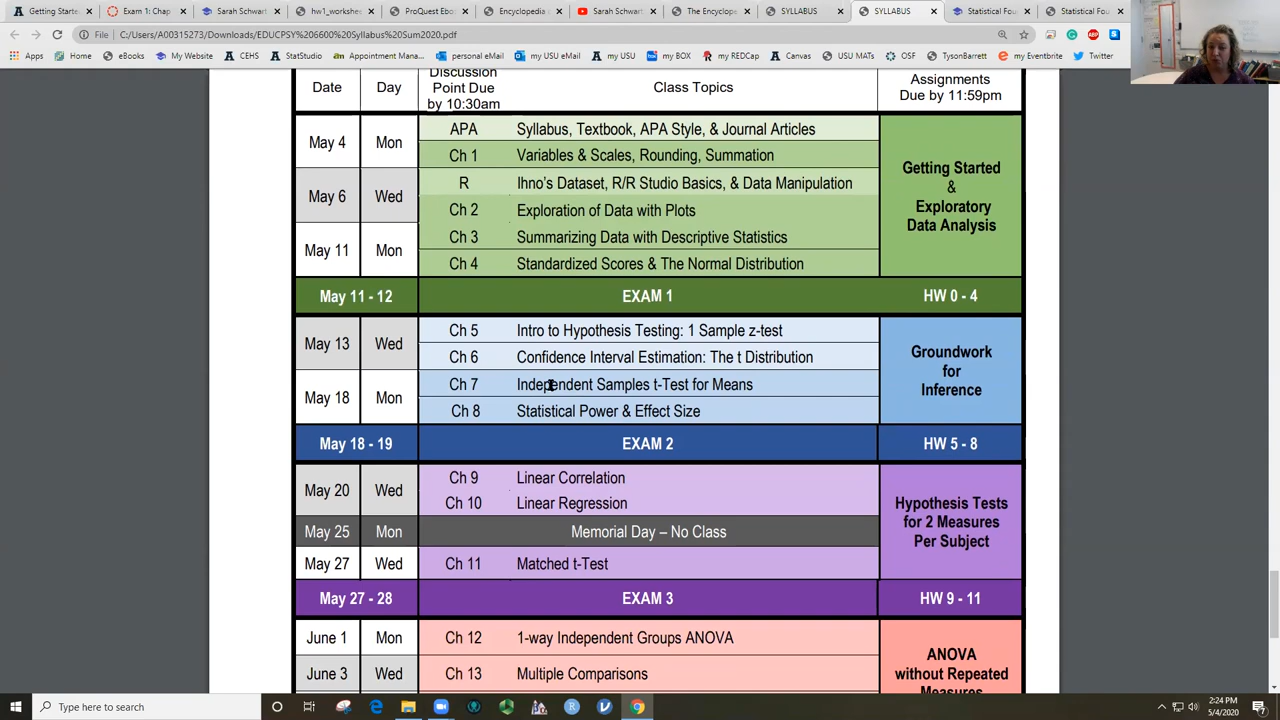 Getting Started
Exam 1: Chap
Sarah Schwart
hw1_workshe
ProQuest Ebo
Encyclopedia
Sarah Schwart
The Encyclope
SYLLABUS
SYLLABUS
Statistical Foun
Statistical Foun
File | C:/Users/A00315273/Downloads/EDUCPSY%206600%20Syllabus%20Sim2020.pdf
Apps
Home
eBooks
My Watch
CEHS
StatStudio
Appointment Mana...
personal eMail
my USU eMail
my BOX
my REDCap
Canvas
USU MATs
OSF
TysonBarrett
my Eventbrite
Twitter
Date
Day
Discussion
Point Due
by 10:30am
Class Topics
Assignments
Due by 11:59pm
May 4
Mon
APA
Syllabus, Textbook, APA Style, & Journal Articles
Ch 1
Variables & Scales, Rounding, Summation
May 6
Wed
R
Ihno's Dataset, R/R Studio Basics, & Data Manipulation
Ch 2
Exploration of Data with Plots
May 11
Mon
Ch 3
Summarizing Data with Descriptive Statistics
Ch 4
Standardized Scores & The Normal Distribution
Getting Started
&
Exploratory
Data Analysis
May 11 - 12
EXAM 1
HW 0 - 4
May 13
Wed
Ch 5
Intro to Hypothesis Testing: 1 Sample z-test
Ch 6
Confidence Interval Estimation: The t Distribution
May 18
Mon
Ch 7
Independent Samples t-Test for Means
Ch 8
Statistical Power & Effect Size
Groundwork
for
Inference
May 18 - 19
EXAM 2
HW 5 - 8
May 20
Wed
Ch 9
Linear Correlation
Ch 10
Linear Regression
May 25
Mon
Memorial Day – No Class
May 27
Wed
Ch 11
Matched t-Test
Hypothesis Tests
for 2 Measures
Per Subject
May 27 - 28
EXAM 3
HW 9 - 11
June 1
Mon
Ch 12
1-way Independent Groups ANOVA
June 3
Wed
Ch 13
Multiple Comparisons
ANOVA
without Repeated
Measures
Type here to search
2:24 PM
5/4/2020